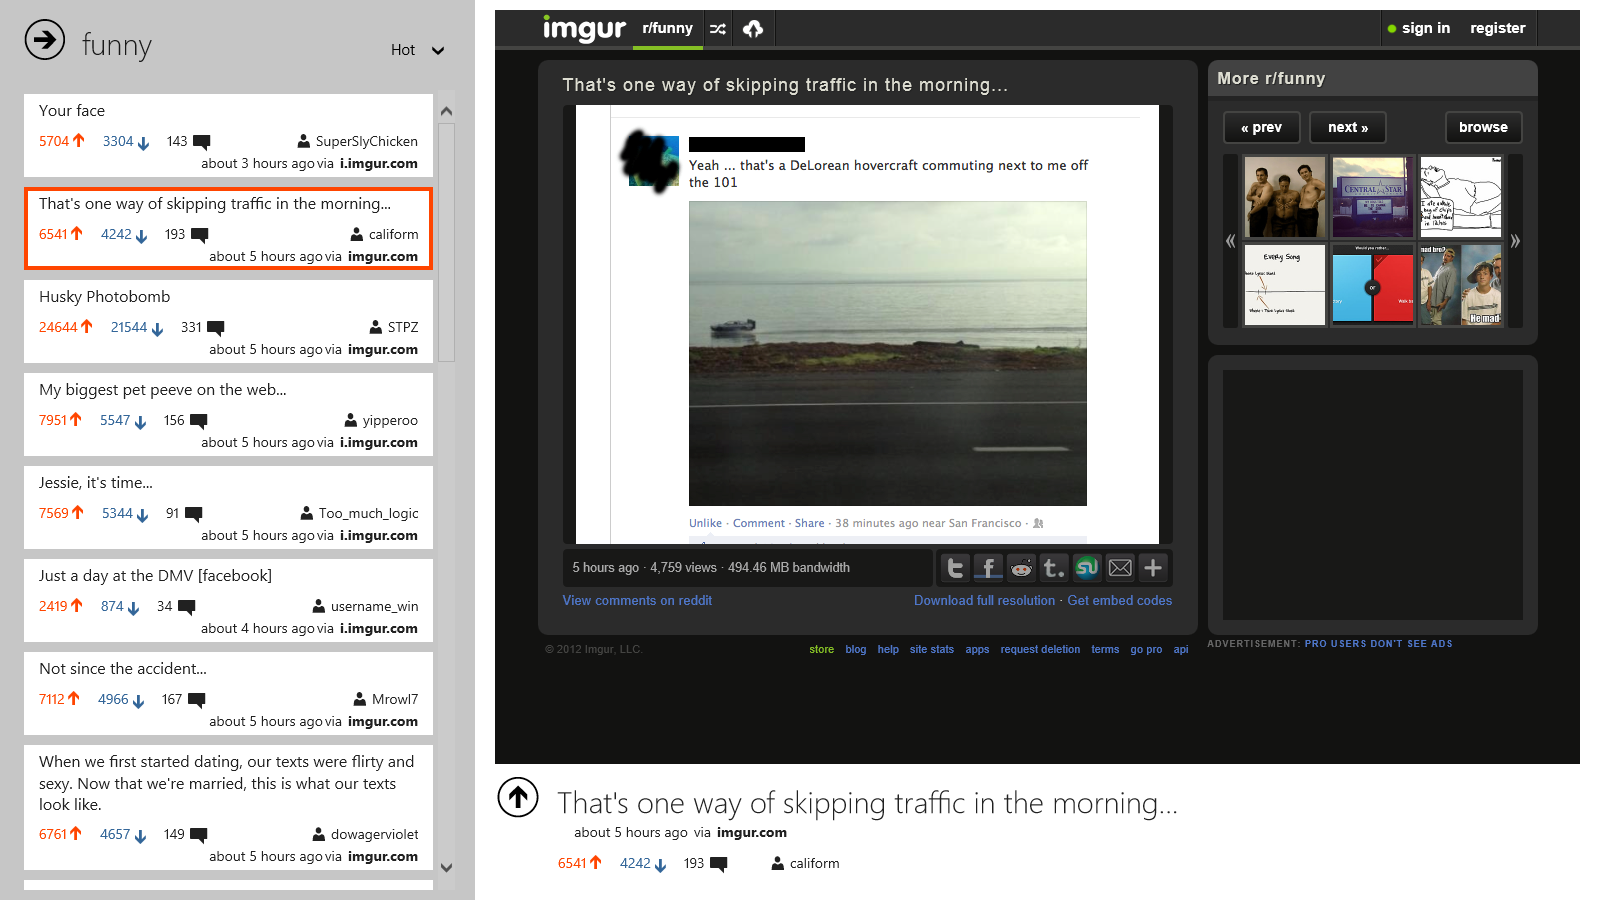 funny
Hot
Your face
5704 3304 143 SuperSlyChicken
about 3 hours ago via i.imgur.com
That's one way of skipping traffic in the morning...
6541 4242 193 caliform
about 5 hours ago via imgur.com
Husky Photobomb
24644 21544 331 STPZ
about 5 hours ago via imgur.com
My biggest pet peeve on the web...
7951 5547 156 yipperoo
about 5 hours ago via i.imgur.com
Jessie, it's time...
7569 5344 91 Too_much_logic
about 5 hours ago via i.imgur.com
Just a day at the DMV [facebook]
2419 874 34 username_win
about 4 hours ago via i.imgur.com
Not since the accident...
7112 4966 167 Mrowl7
about 5 hours ago via imgur.com
When we first started dating, our texts were flirty and
sexy. Now that we're married, this is what our texts
look like.
6761 4657 149 dowagerviolet
about 5 hours ago via imgur.com
imgur r/funny sign in register
That's one way of skipping traffic in the morning...
Yeah ... that's a DeLorean hovercraft commuting next to me off
the 101
Unlike · Comment · Share · 38 minutes ago near San Francisco ·
5 hours ago · 4,759 views · 494.46 MB bandwidth
View comments on reddit Download full resolution · Get embed codes
More r/funny
« prev next » browse
CENTRAL STAR
I ate a whole
bag of chips
Every Song
Would you rather...
or
mad bro?
He mad
ADVERTISEMENT: PRO USERS DON'T SEE ADS
© 2012 Imgur, LLC. store blog help site stats apps request deletion terms go pro api
That's one way of skipping traffic in the morning...
about 5 hours ago via imgur.com
6541 4242 193 caliform